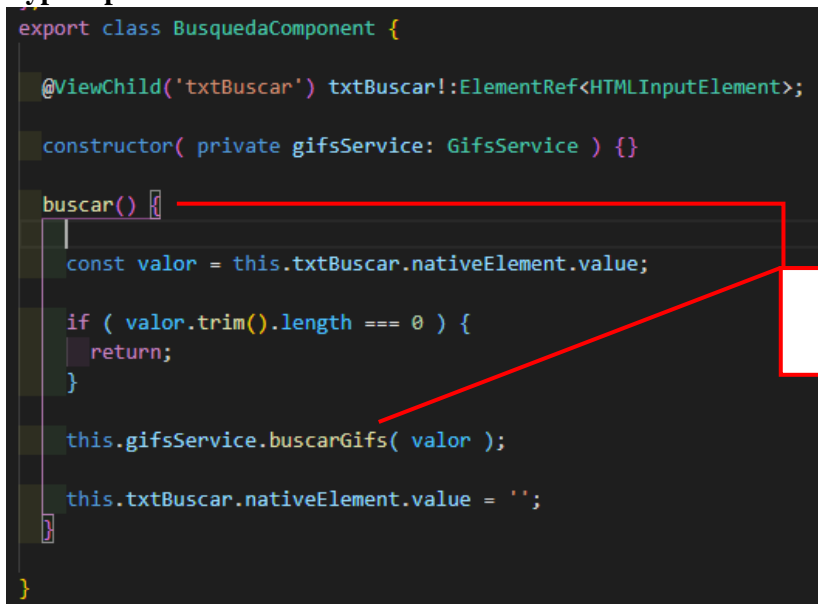 export class BusquedaComponent {
@ViewChild('txtBuscar') txtBuscar!:ElementRef<HTMLInputElement>;
constructor( private gifsService: GifsService ) {}
buscar() {
const valor = this.txtBuscar.nativeElement.value;
if ( valor.trim().length === 0 ) {
return;
}
this.gifsService.buscarGifs( valor );
this.txtBuscar.nativeElement.value = '';
}
}